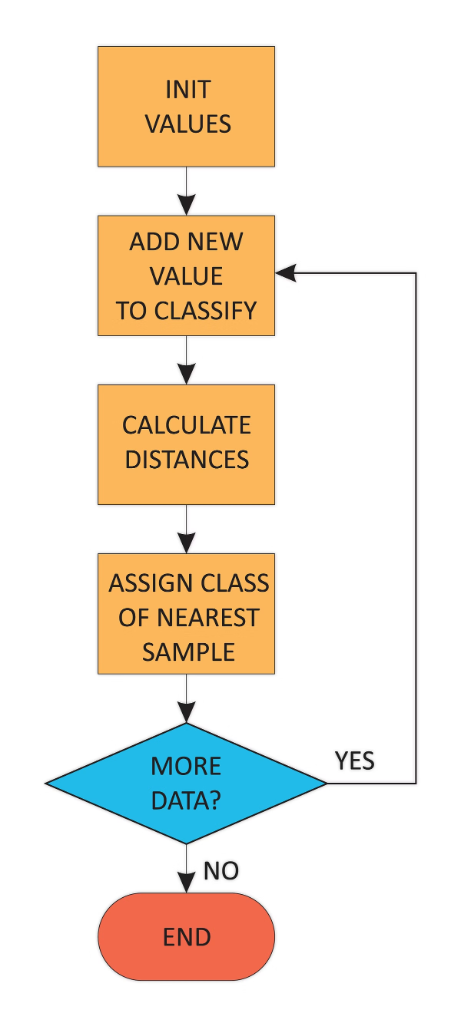 INIT
VALUES
ADD NEW
VALUE
TO CLASSIFY
CALCULATE
DISTANCES
ASSIGN CLASS
OF NEAREST
SAMPLE
MORE
DATA?
YES
NO
END